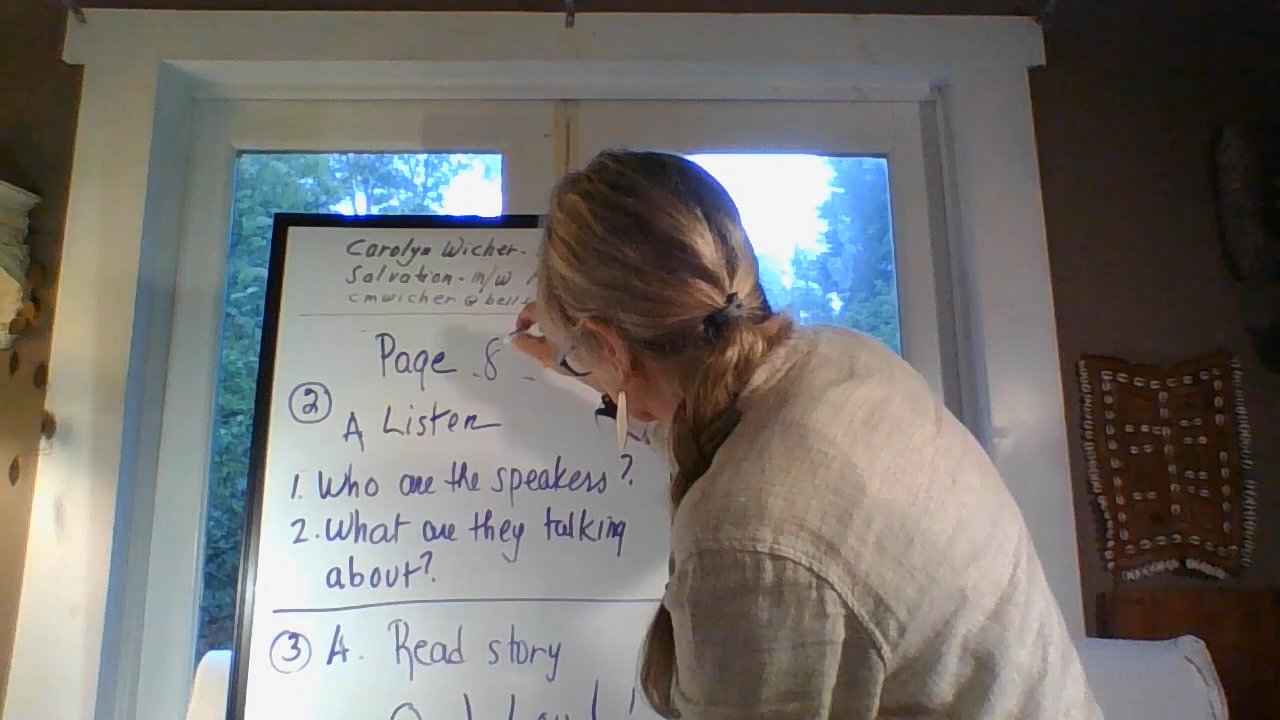 Carolyn Wicher-
Salvation - m/w
cmwicher@bells
Page 8
②
A Listen
1. Who are the speakers?
2. What are they talking
about?
③ A. Read story